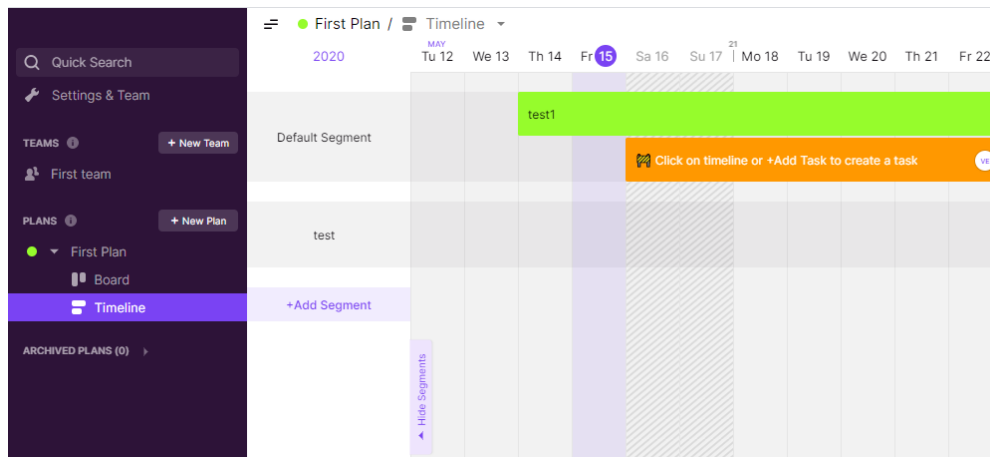 First Plan / Timeline
2020
MAY
21
Tu 12 We 13 Th 14 Fr 15 Sa 16 Su 17 Mo 18 Tu 19 We 20 Th 21 Fr 22
Quick Search
Settings & Team
TEAMS
+ New Team
First team
PLANS
+ New Plan
First Plan
Board
Timeline
ARCHIVED PLANS (0)
Default Segment
test1
Click on timeline or +Add Task to create a task
VE
test
+Add Segment
Hide Segments